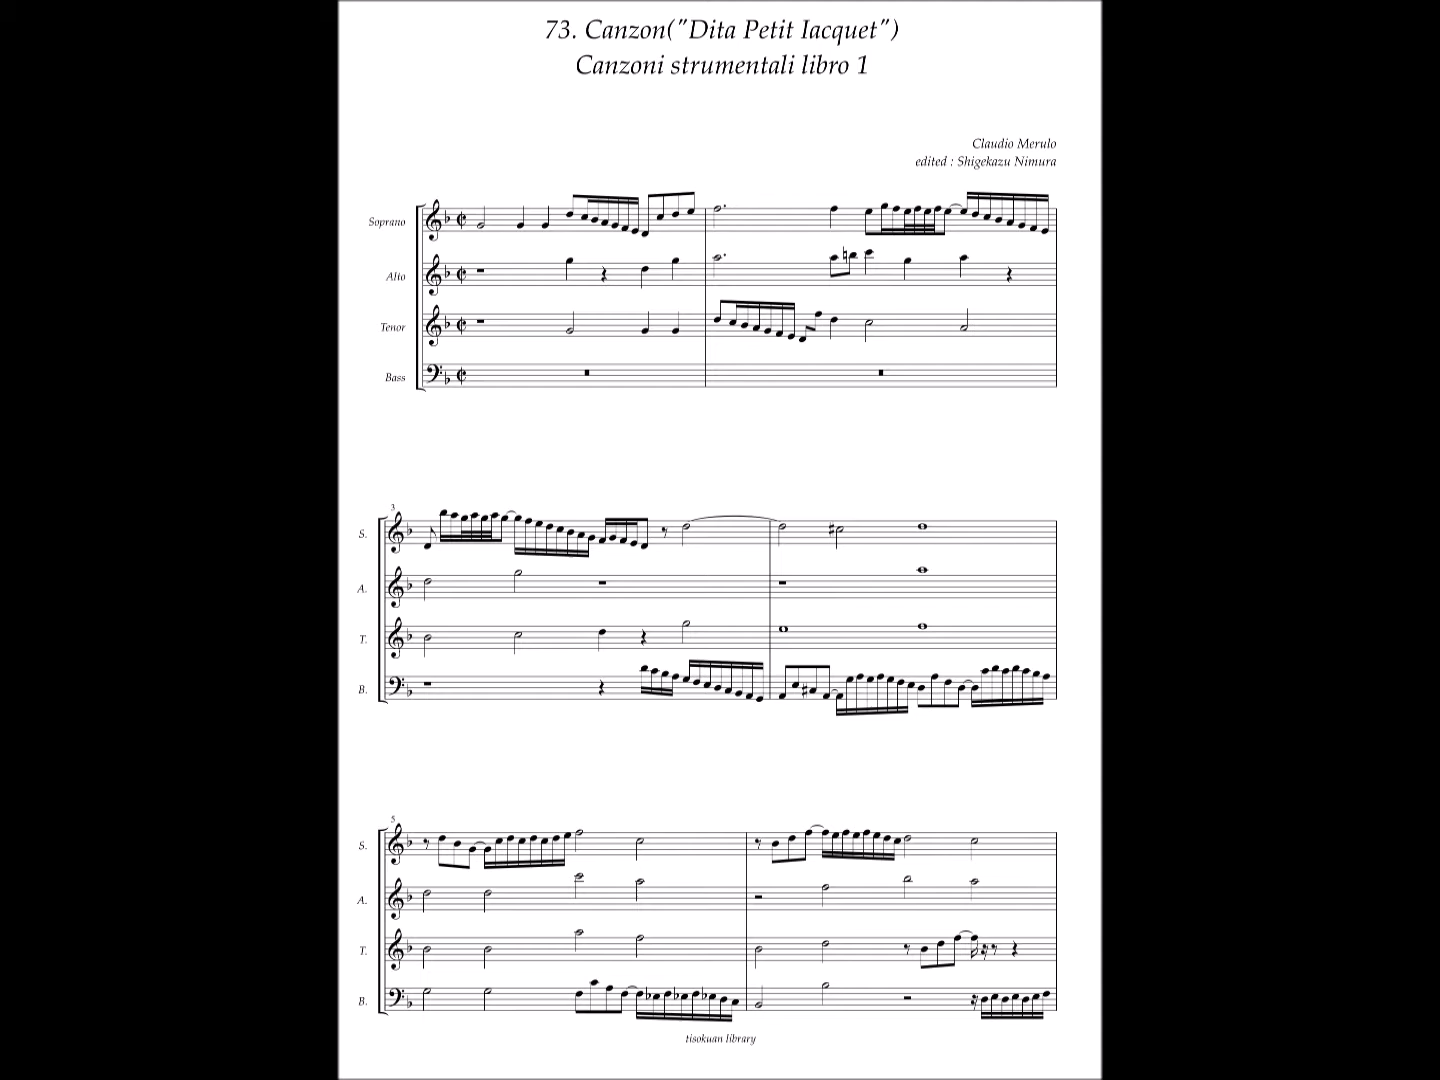 73. Canzon("Dita Petit Iacquet")
Canzoni strumentali libro 1
Claudio Merulo
edited : Shigekazu Nimura
Soprano
Alto
Tenor
Bass
3
S.
A.
T.
B.
5
S.
A.
T.
B.
tisokuan library